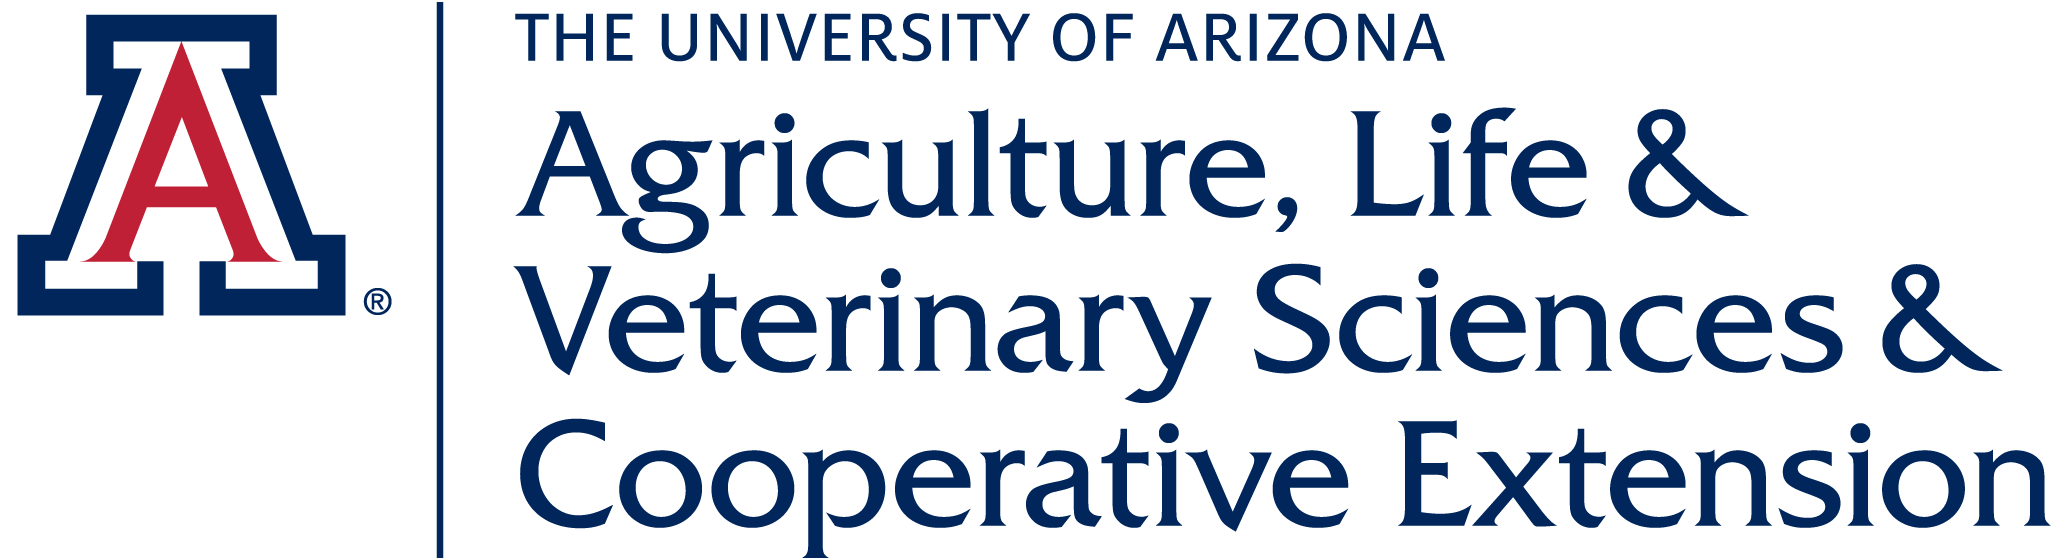 A ®
THE UNIVERSITY OF ARIZONA
Agriculture, Life &
Veterinary Sciences &
Cooperative Extension